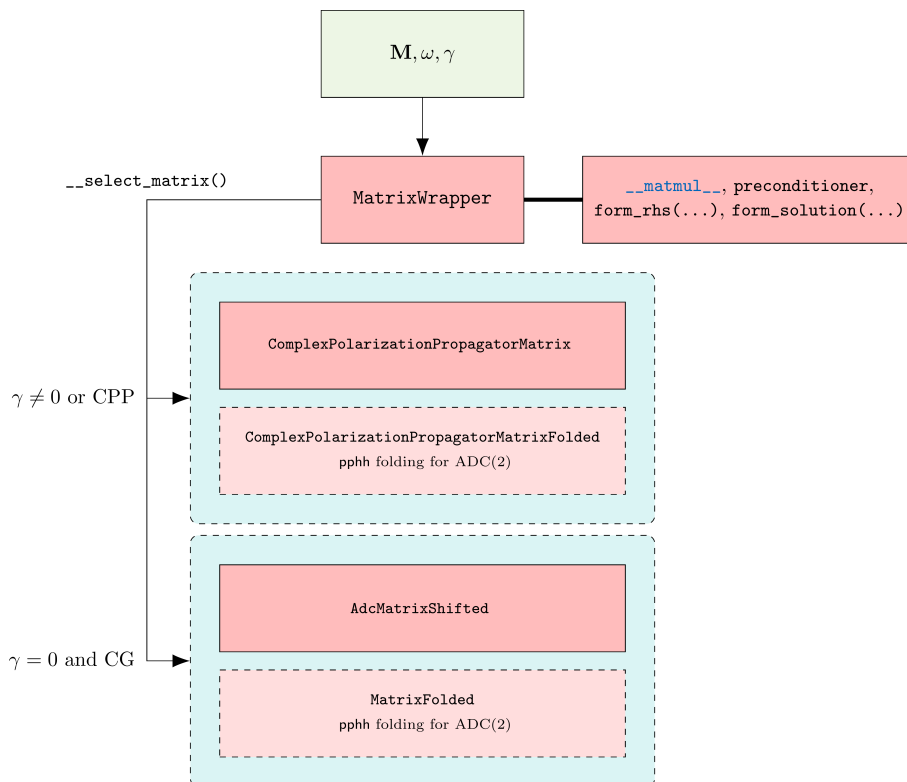 M, ω, γ
__select_matrix()
MatrixWrapper
__matmul__, preconditioner,
form_rhs(...), form_solution(...)
ComplexPolarizationPropagatorMatrix
γ ≠ 0 or CPP
ComplexPolarizationPropagatorMatrixFolded
pphh folding for ADC(2)
AdcMatrixShifted
γ = 0 and CG
MatrixFolded
pphh folding for ADC(2)